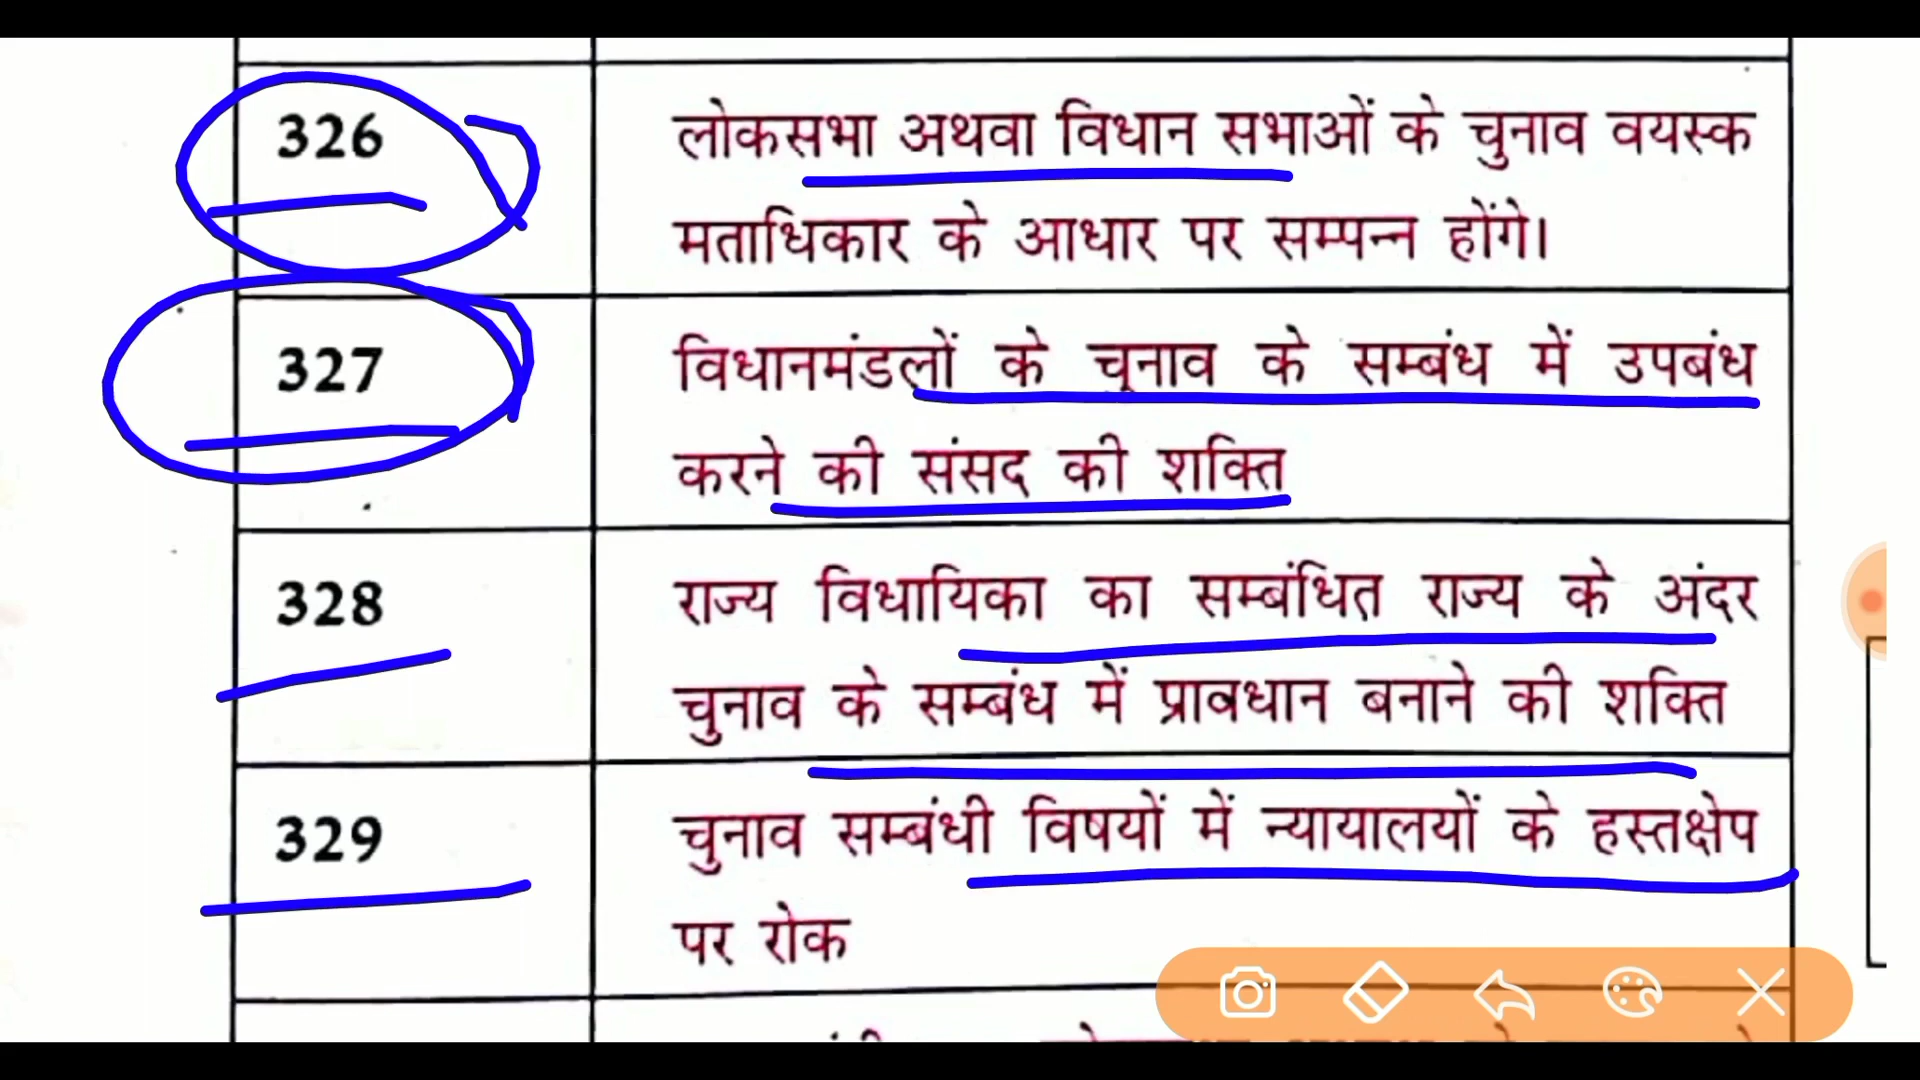 326
लोकसभा अथवा विधान सभाओं के चुनाव वयस्क
मताधिकार के आधार पर सम्पन्न होंगे।
327
विधानमंडलों के चुनाव के सम्बंध में उपबंध
करने की संसद की शक्ति
328
राज्य विधायिका का सम्बंधित राज्य के अंदर
चुनाव के सम्बंध में प्रावधान बनाने की शक्ति
329
चुनाव सम्बंधी विषयों में न्यायालयों के हस्तक्षेप
पर रोक